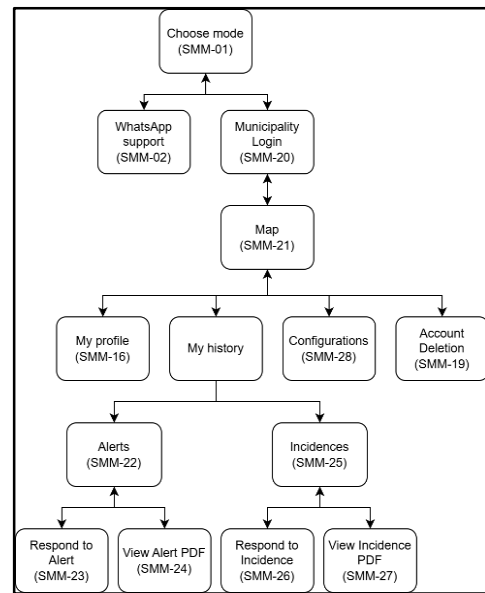 Choose mode
(SMM-01)
WhatsApp
support
(SMM-02)
Municipality
Login
(SMM-20)
Map
(SMM-21)
My profile
(SMM-16)
My history
Configurations
(SMM-28)
Account
Deletion
(SMM-19)
Alerts
(SMM-22)
Incidences
(SMM-25)
Respond to
Alert
(SMM-23)
View Alert PDF
(SMM-24)
Respond to
Incidence
(SMM-26)
View Incidence
PDF
(SMM-27)